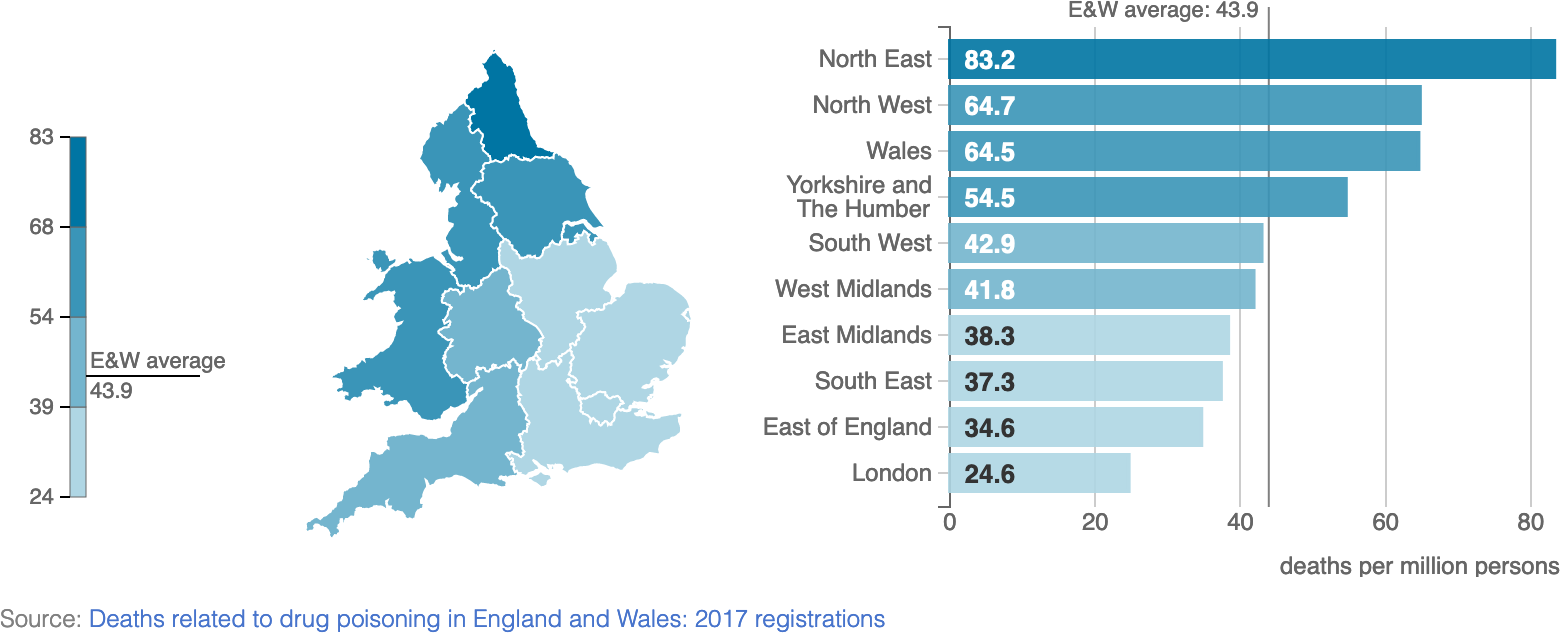 83
68
54
39
24
E&W average
43.9
E&W average: 43.9
North East 83.2
North West 64.7
Wales 64.5
Yorkshire and
The Humber 54.5
South West 42.9
West Midlands 41.8
East Midlands 38.3
South East 37.3
East of England 34.6
London 24.6
0 20 40 60 80
deaths per million persons
Source: Deaths related to drug poisoning in England and Wales: 2017 registrations